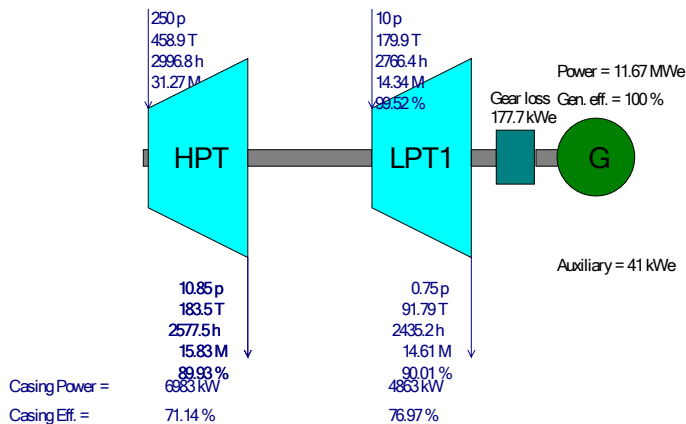 250 p
458.9 T
2996.8 h
31.27 M
10 p
179.9 T
2766.4 h
14.34 M
99.52 %
Power = 11.67 MWe
Gear loss
177.7 kWe
Gen. eff. = 100 %
HPT
LPT1
G
Auxiliary = 41 kWe
10.85 p
183.5 T
2577.5 h
15.83 M
89.93 %
0.75 p
91.79 T
2435.2 h
14.61 M
90.01 %
Casing Power = 6983 kW 4863 kW
Casing Eff. = 71.14 % 76.97 %